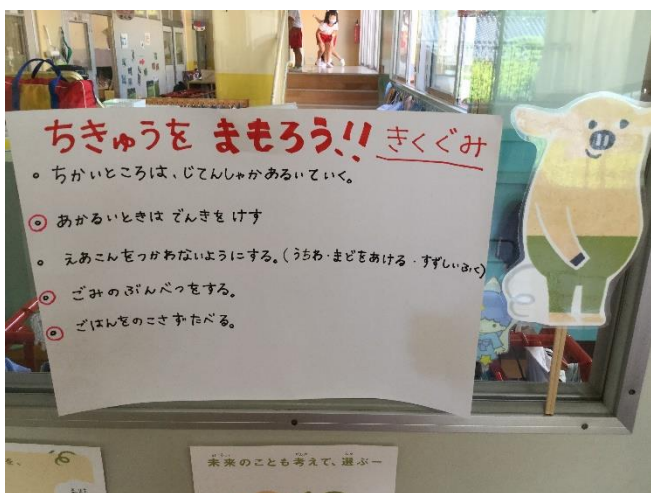 ちきゅうを まもろう!! きくぐみ
• ちかいところは、じてんしゃかあるいていく。
• あかるいときは でんきを けす
• えあこんをつかわないようにする。(うちわ・まどをあける・すずしいふく)
• ごみのぶんべつをする。
• ごはんをのこさずたべる。
未来のことも考えて、選ぶー